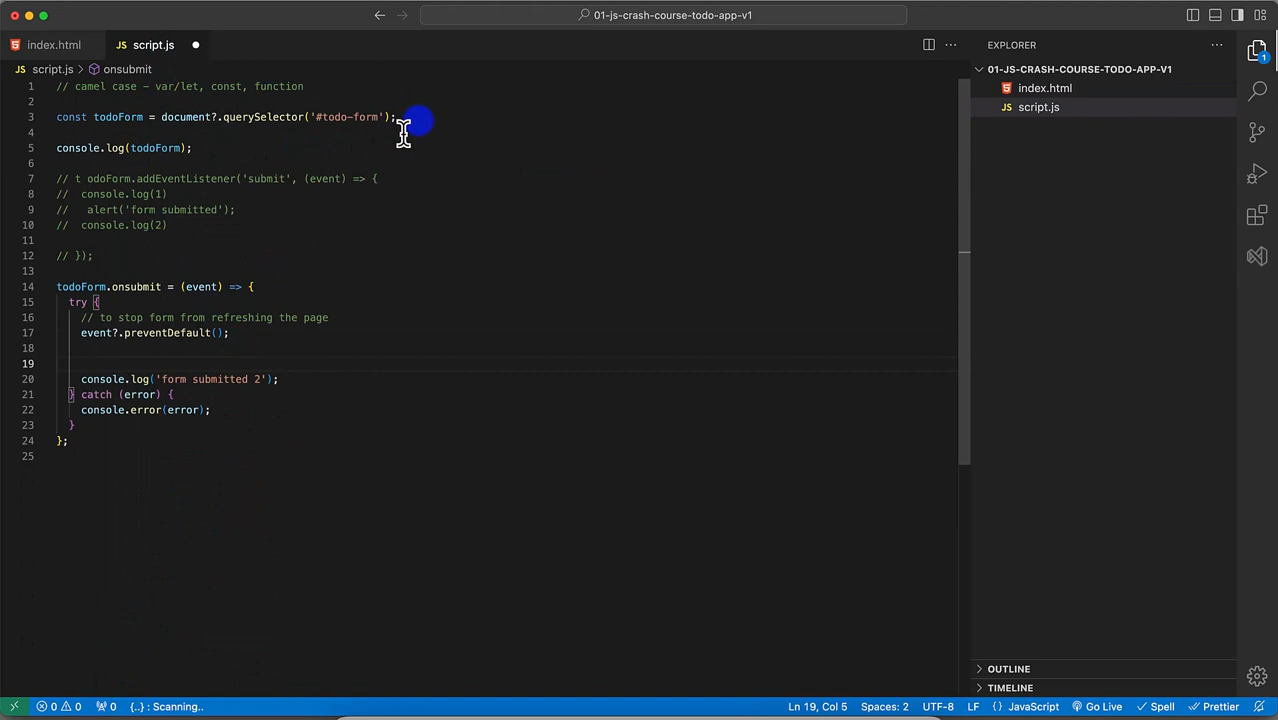 01-js-crash-course-todo-app-v1
index.html
JS script.js
EXPLORER
script.js > onsubmit
01-JS-CRASH-COURSE-TODO-APP-V1
index.html
JS script.js
1
1 // camel case - var/let, const, function
2
3 const todoForm = document?.querySelector('#todo-form');
4
5 console.log(todoForm);
6
7 // t odoForm.addEventListener('submit', (event) => {
8 //  console.log(1)
9 //   alert('form submitted');
10 //  console.log(2)
11
12 // });
13
14 todoForm.onsubmit = (event) => {
15   try {
16     // to stop form from refreshing the page
17     event?.preventDefault();
18
19
20     console.log('form submitted 2');
21   } catch (error) {
22     console.error(error);
23   }
24 };
25
OUTLINE
TIMELINE
0 0 0 {..} : Scanning.. Ln 19, Col 5 Spaces: 2 UTF-8 LF {} JavaScript Go Live Spell Prettier